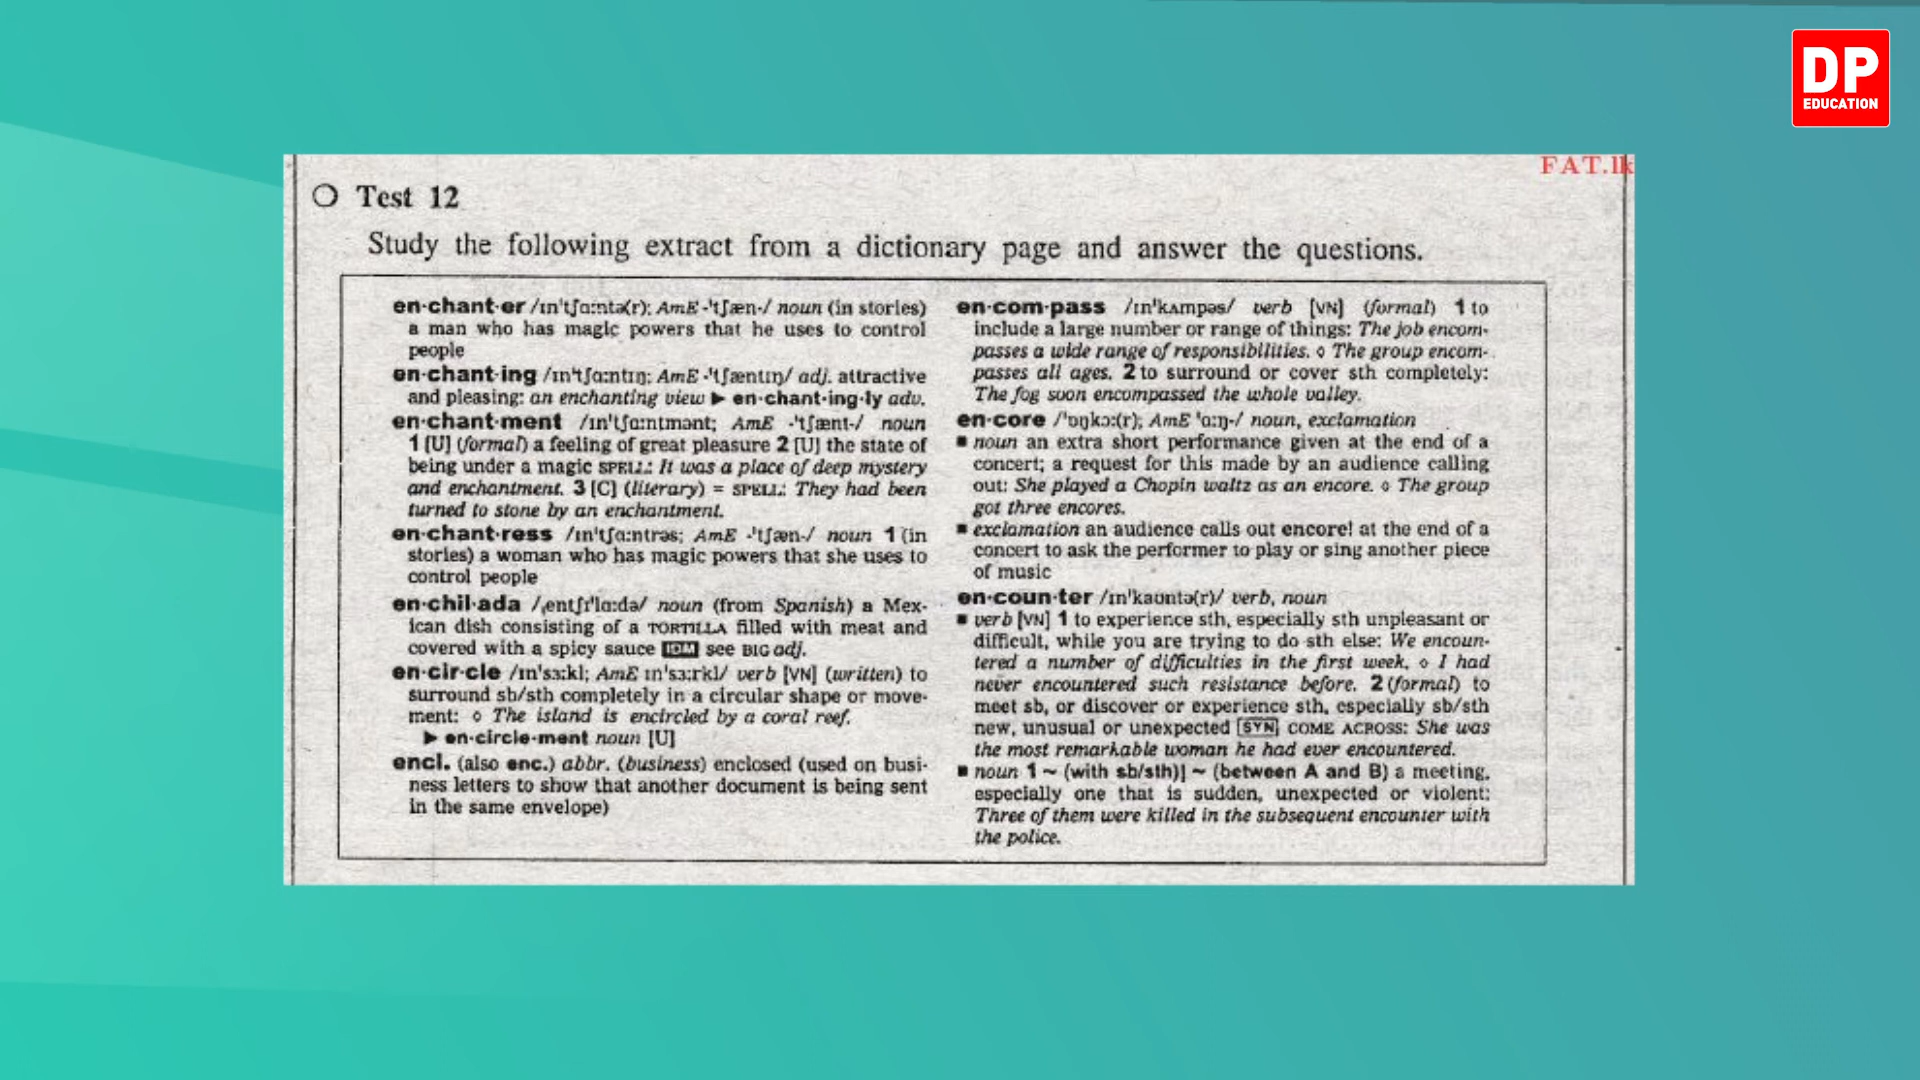 DP
EDUCATION
FAT.lk
Test 12
Study the following extract from a dictionary page and answer the questions.
en·chant·er /ɪnˈtʃɑːntə(r); AmE -ˈtʃæn-/ noun (in stories)
a man who has magic powers that he uses to control
people
en·chant·ing /ɪnˈtʃɑːntɪŋ; AmE -ˈtʃæntɪŋ/ adj. attractive
and pleasing: an enchanting view ▶ en·chant·ing·ly adv.
en·chant·ment /ɪnˈtʃɑːntmənt; AmE -ˈtʃænt-/ noun
1 [U] (formal) a feeling of great pleasure 2 [U] the state of
being under a magic SPELL: It was a place of deep mystery
and enchantment. 3 [C] (literary) = SPELL: They had been
turned to stone by an enchantment.
en·chant·ress /ɪnˈtʃɑːntrəs; AmE -ˈtʃæn-/ noun 1 (in
stories) a woman who has magic powers that she uses to
control people
en·chil·ada /ˌentʃɪˈlɑːdə/ noun (from Spanish) a Mex-
ican dish consisting of a TORTILLA filled with meat and
covered with a spicy sauce IDM see BIG adj.
en·cir·cle /ɪnˈsɜːkl; AmE ɪnˈsɜːrkl/ verb [VN] (written) to
surround sb/sth completely in a circular shape or move-
ment: ◇ The island is encircled by a coral reef.
▶ en·circle·ment noun [U]
encl. (also enc.) abbr. (business) enclosed (used on busi-
ness letters to show that another document is being sent
in the same envelope)
en·com·pass /ɪnˈkʌmpəs/ verb [VN] (formal) 1 to
include a large number or range of things: The job encom-
passes a wide range of responsibilities. ◇ The group encom-
passes all ages. 2 to surround or cover sth completely:
The fog soon encompassed the whole valley.
en·core /ˈɒŋkɔː(r); AmE ˈɑːŋ-/ noun, exclamation
■ noun an extra short performance given at the end of a
concert; a request for this made by an audience calling
out: She played a Chopin waltz as an encore. ◇ The group
got three encores.
■ exclamation an audience calls out encore! at the end of a
concert to ask the performer to play or sing another piece
of music
en·coun·ter /ɪnˈkaʊntə(r)/ verb, noun
■ verb [VN] 1 to experience sth, especially sth unpleasant or
difficult, while you are trying to do sth else: We encoun-
tered a number of difficulties in the first week. ◇ I had
never encountered such resistance before. 2 (formal) to
meet sb, or discover or experience sth, especially sb/sth
new, unusual or unexpected SYN COME ACROSS: She was
the most remarkable woman he had ever encountered.
■ noun 1 ~ (with sb/sth)| ~ (between A and B) a meeting,
especially one that is sudden, unexpected or violent:
Three of them were killed in the subsequent encounter with
the police.